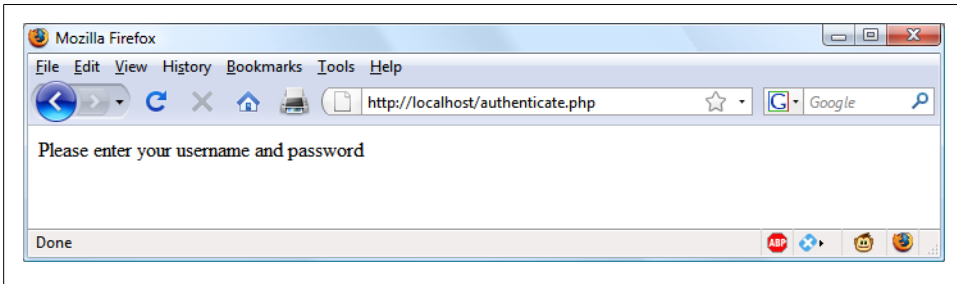 Mozilla Firefox
File Edit View History Bookmarks Tools Help
http://localhost/authenticate.php G Google
Please enter your username and password
Done ABP